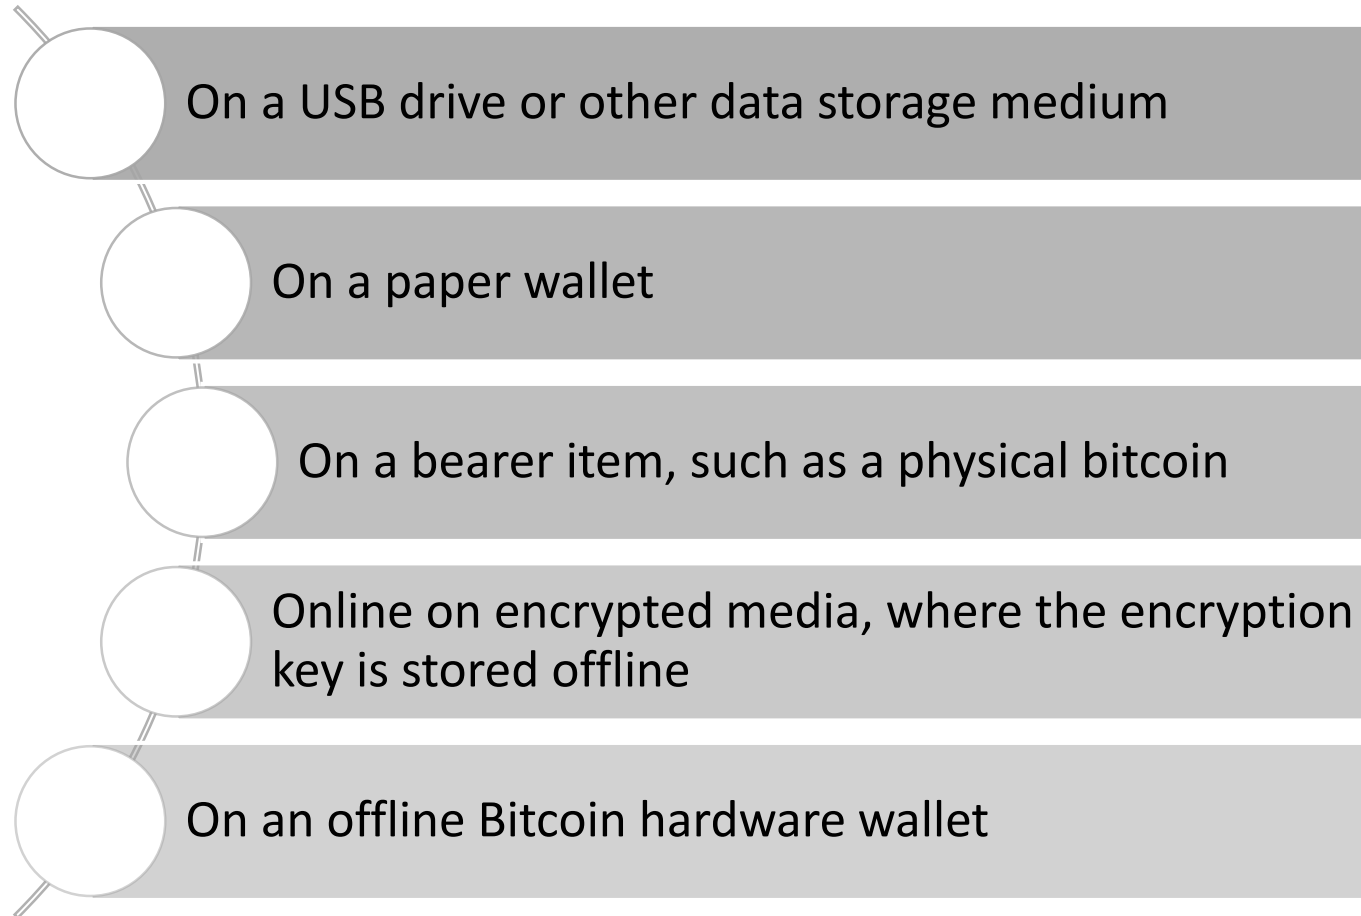 On a USB drive or other data storage medium
On a paper wallet
On a bearer item, such as a physical bitcoin
Online on encrypted media, where the encryption
key is stored offline
On an offline Bitcoin hardware wallet